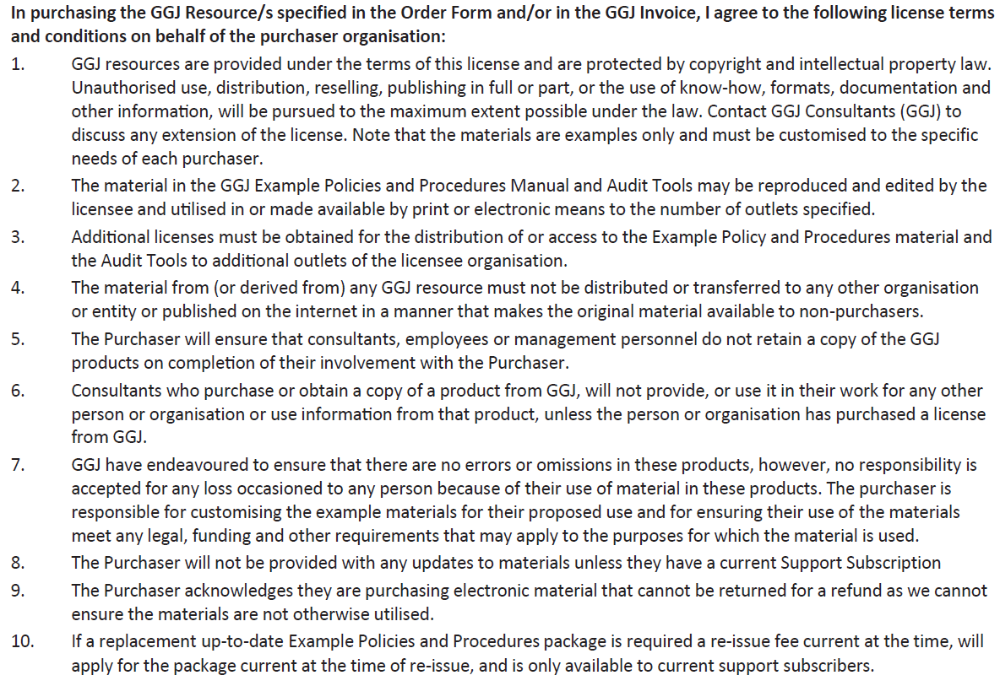 In purchasing the GGJ Resource/s specified in the Order Form and/or in the GGJ Invoice, I agree to the following license terms
and conditions on behalf of the purchaser organisation:
1. GGJ resources are provided under the terms of this license and are protected by copyright and intellectual property law.
Unauthorised use, distribution, reselling, publishing in full or part, or the use of know-how, formats, documentation and
other information, will be pursued to the maximum extent possible under the law. Contact GGJ Consultants (GGJ) to
discuss any extension of the license. Note that the materials are examples only and must be customised to the specific
needs of each purchaser.
2. The material in the GGJ Example Policies and Procedures Manual and Audit Tools may be reproduced and edited by the
licensee and utilised in or made available by print or electronic means to the number of outlets specified.
3. Additional licenses must be obtained for the distribution of or access to the Example Policy and Procedures material and
the Audit Tools to additional outlets of the licensee organisation.
4. The material from (or derived from) any GGJ resource must not be distributed or transferred to any other organisation
or entity or published on the internet in a manner that makes the original material available to non-purchasers.
5. The Purchaser will ensure that consultants, employees or management personnel do not retain a copy of the GGJ
products on completion of their involvement with the Purchaser.
6. Consultants who purchase or obtain a copy of a product from GGJ, will not provide, or use it in their work for any other
person or organisation or use information from that product, unless the person or organisation has purchased a license
from GGJ.
7. GGJ have endeavoured to ensure that there are no errors or omissions in these products, however, no responsibility is
accepted for any loss occasioned to any person because of their use of material in these products. The purchaser is
responsible for customising the example materials for their proposed use and for ensuring their use of the materials
meet any legal, funding and other requirements that may apply to the purposes for which the material is used.
8. The Purchaser will not be provided with any updates to materials unless they have a current Support Subscription
9. The Purchaser acknowledges they are purchasing electronic material that cannot be returned for a refund as we cannot
ensure the materials are not otherwise utilised.
10. If a replacement up-to-date Example Policies and Procedures package is required a re-issue fee current at the time, will
apply for the package current at the time of re-issue, and is only available to current support subscribers.